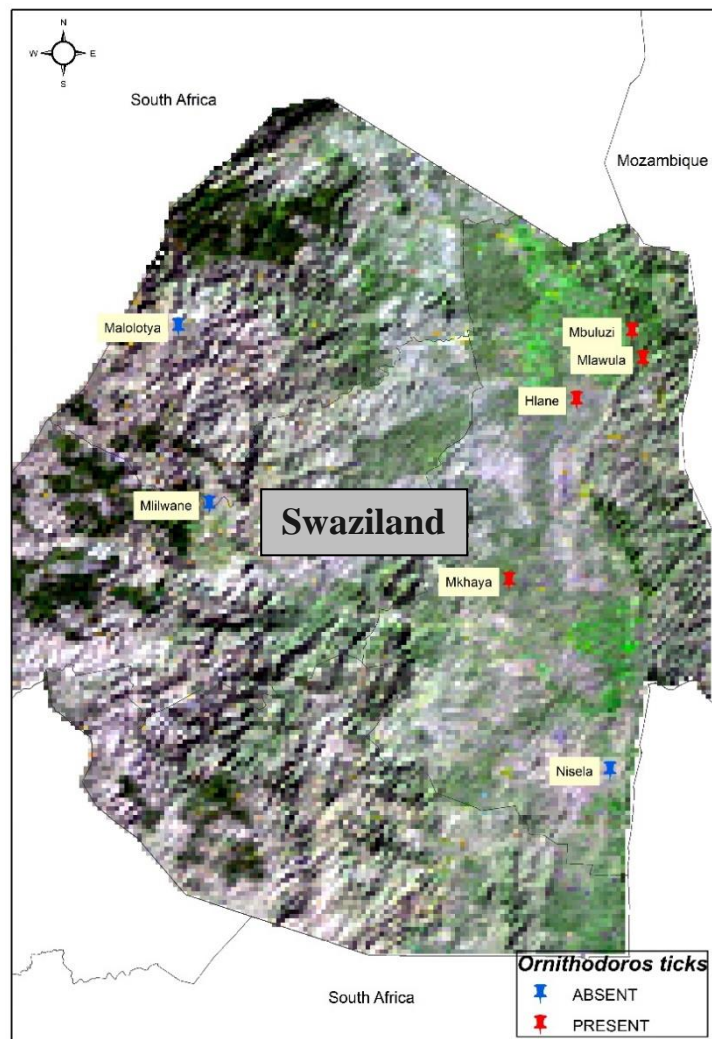 N
W E
S
South Africa
Mozambique
Malolotya
Mbuluzi
Mlawula
Hlane
Mlilwane
Swaziland
Mkhaya
Nisela
Ornithodoros ticks
ABSENT
PRESENT
South Africa